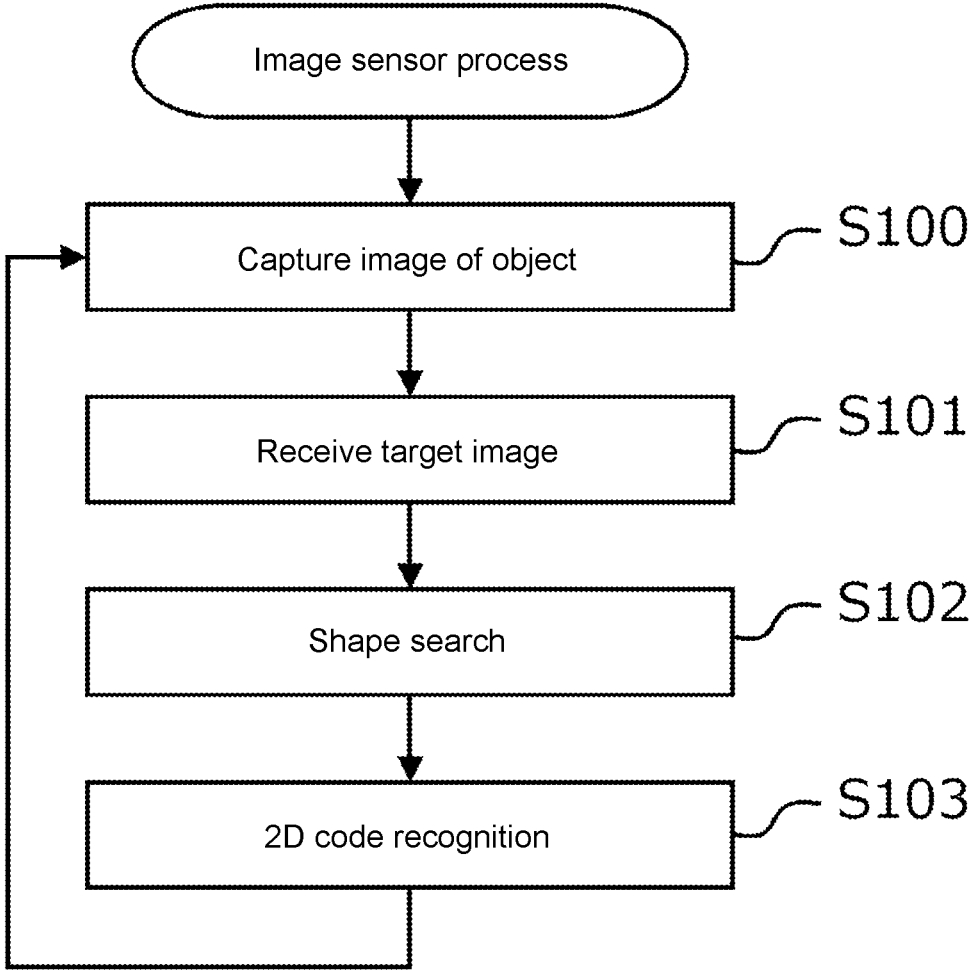 Image sensor process
Capture image of object
S100
Receive target image
S101
Shape search
S102
2D code recognition
S103